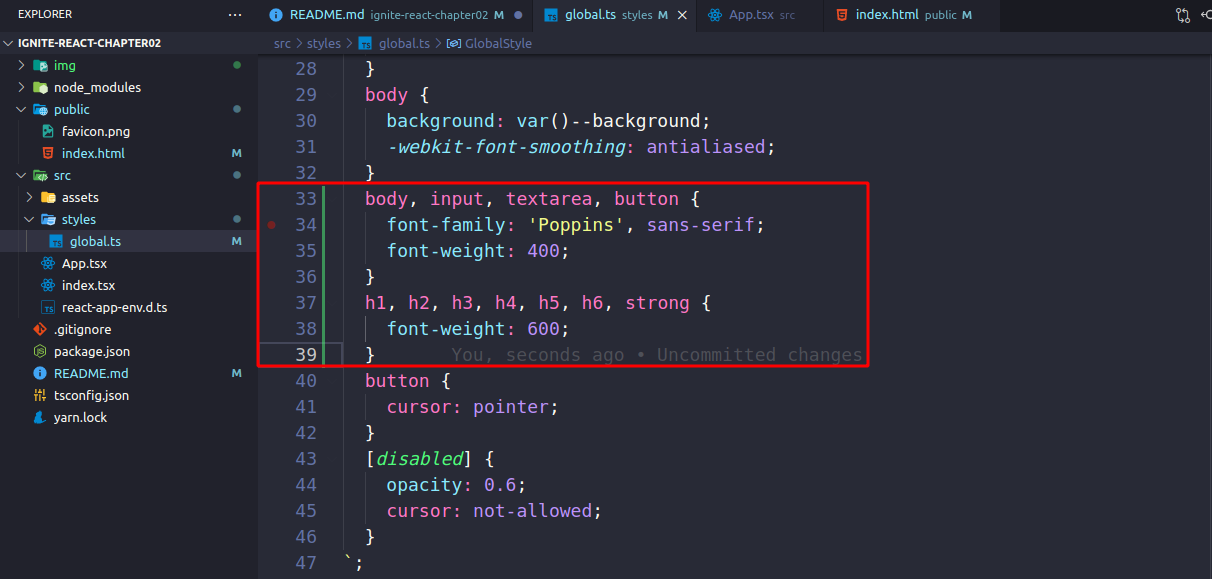 EXPLORER ...
IGNITE-REACT-CHAPTER02
img
node_modules
public
favicon.png
index.html M
src
assets
styles
TS global.ts M
App.tsx
index.tsx
TS react-app-env.d.ts
.gitignore
package.json
README.md M
tsconfig.json
yarn.lock
README.md ignite-react-chapter02 M
TS global.ts styles M
App.tsx src
index.html public M
src > styles > TS global.ts > GlobalStyle
28 }
29 body {
30 background: var()--background;
31 -webkit-font-smoothing: antialiased;
32 }
33 body, input, textarea, button {
34 font-family: 'Poppins', sans-serif;
35 font-weight: 400;
36 }
37 h1, h2, h3, h4, h5, h6, strong {
38 font-weight: 600;
39 } You, seconds ago • Uncommitted changes
40 button {
41 cursor: pointer;
42 }
43 [disabled] {
44 opacity: 0.6;
45 cursor: not-allowed;
46 }
47 `;